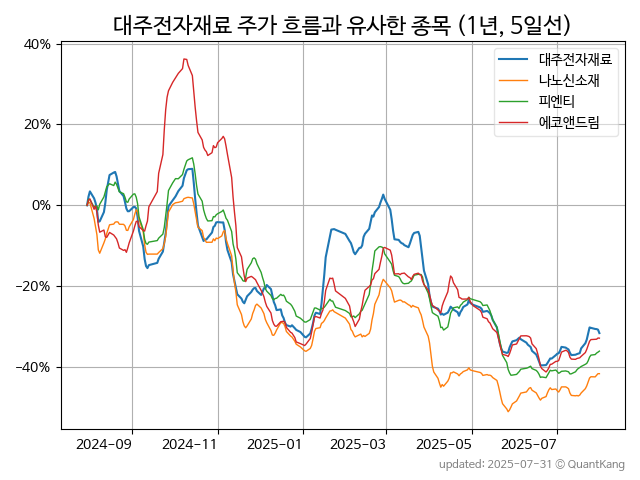 대주전자재료 주가 흐름과 유사한 종목 (1년, 5일선)
40%
20%
0%
−20%
−40%
대주전자재료
나노신소재
피엔티
에코앤드림
2024-09 2024-11 2025-01 2025-03 2025-05 2025-07
updated: 2025-07-31 © QuantKang